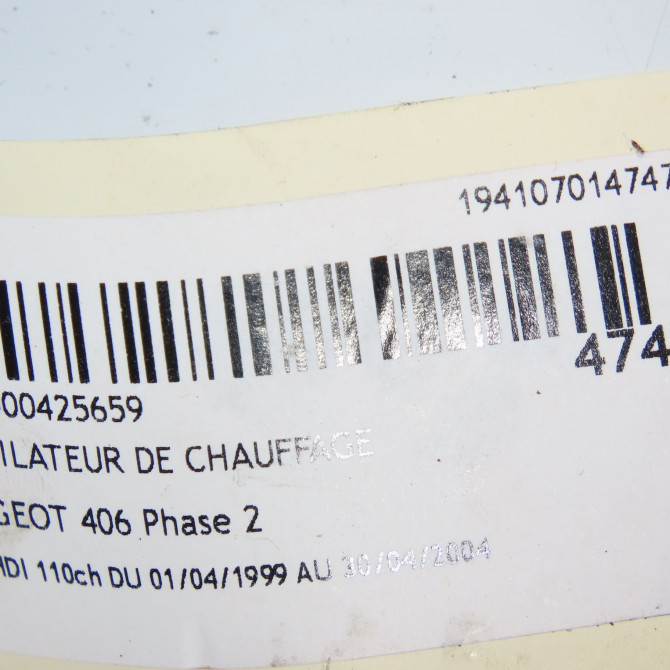 194107014747
474
00425659
ILATEUR DE CHAUFFAGE
GEOT 406 Phase 2
HDI 110ch DU 01/04/1999 AU 30/04/2004